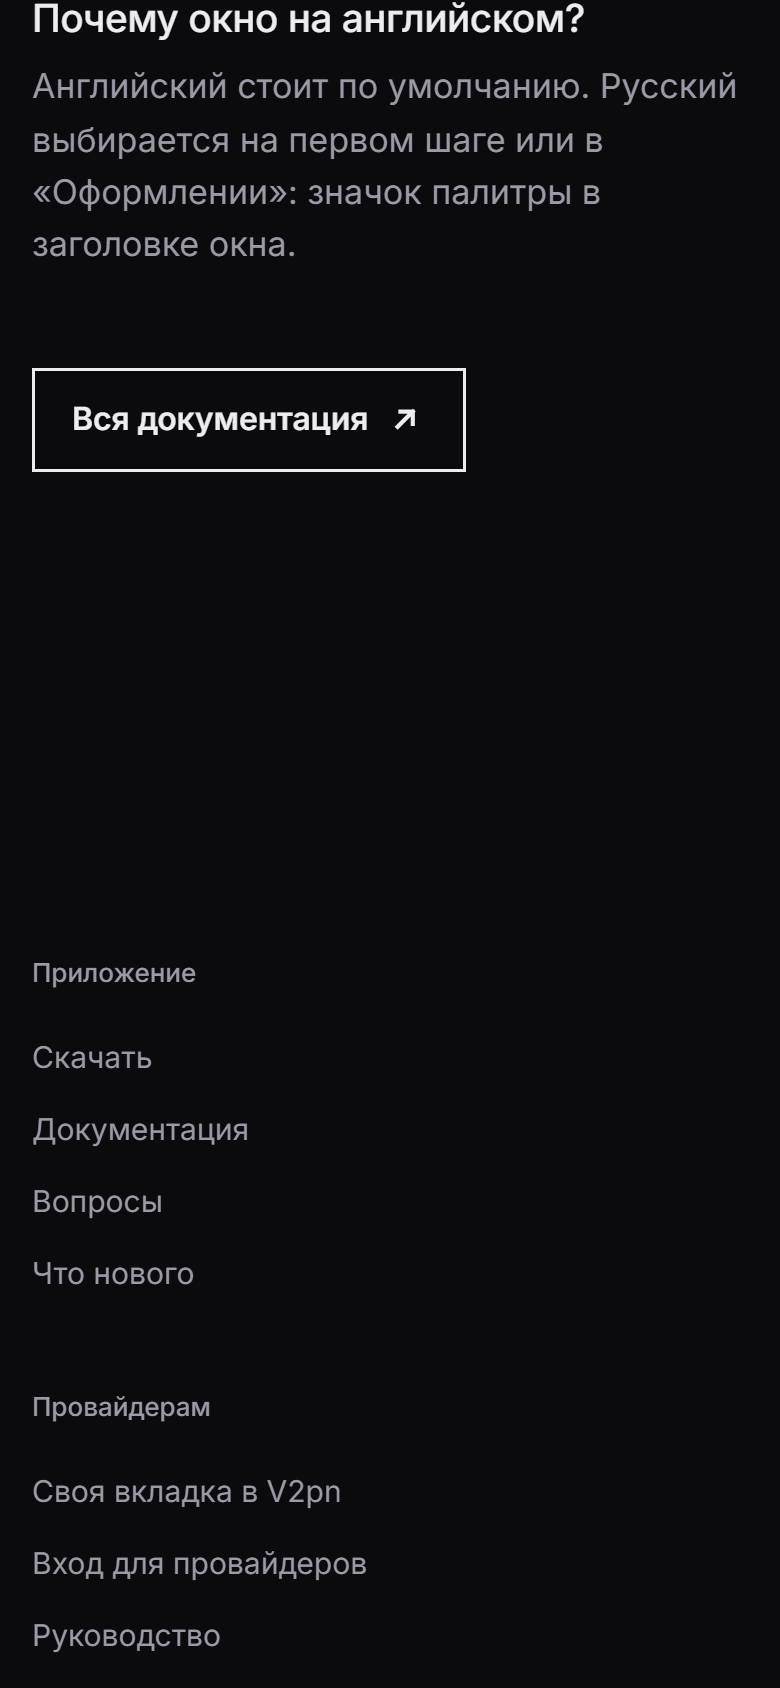 Почему окно на английском?
Английский стоит по умолчанию. Русский
выбирается на первом шаге или в
«Оформлении»: значок палитры в
заголовке окна.
Вся документация ↗
Приложение
Скачать
Документация
Вопросы
Что нового
Провайдерам
Своя вкладка в V2pn
Вход для провайдеров
Руководство